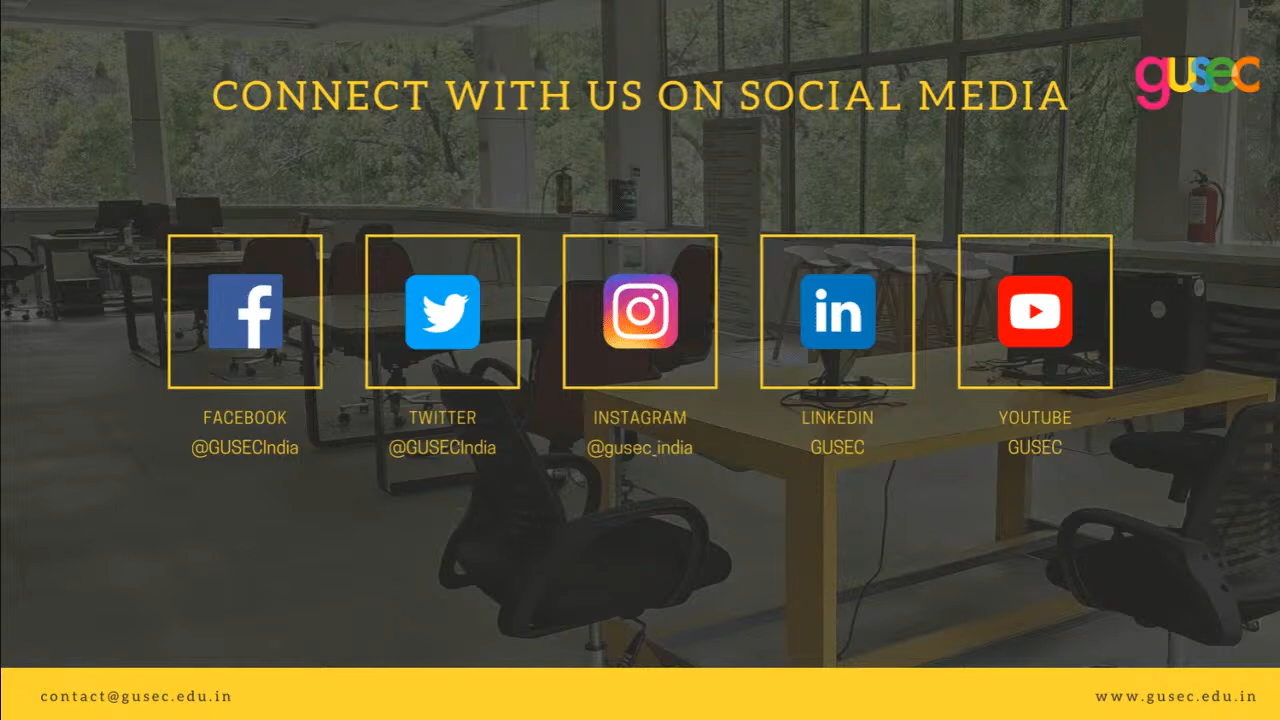 CONNECT WITH US ON SOCIAL MEDIA
gusec
FACEBOOK
@GUSECIndia
TWITTER
@GUSECIndia
INSTAGRAM
@gusec_india
LINKEDIN
GUSEC
YOUTUBE
GUSEC
contact@gusec.edu.in
www.gusec.edu.in